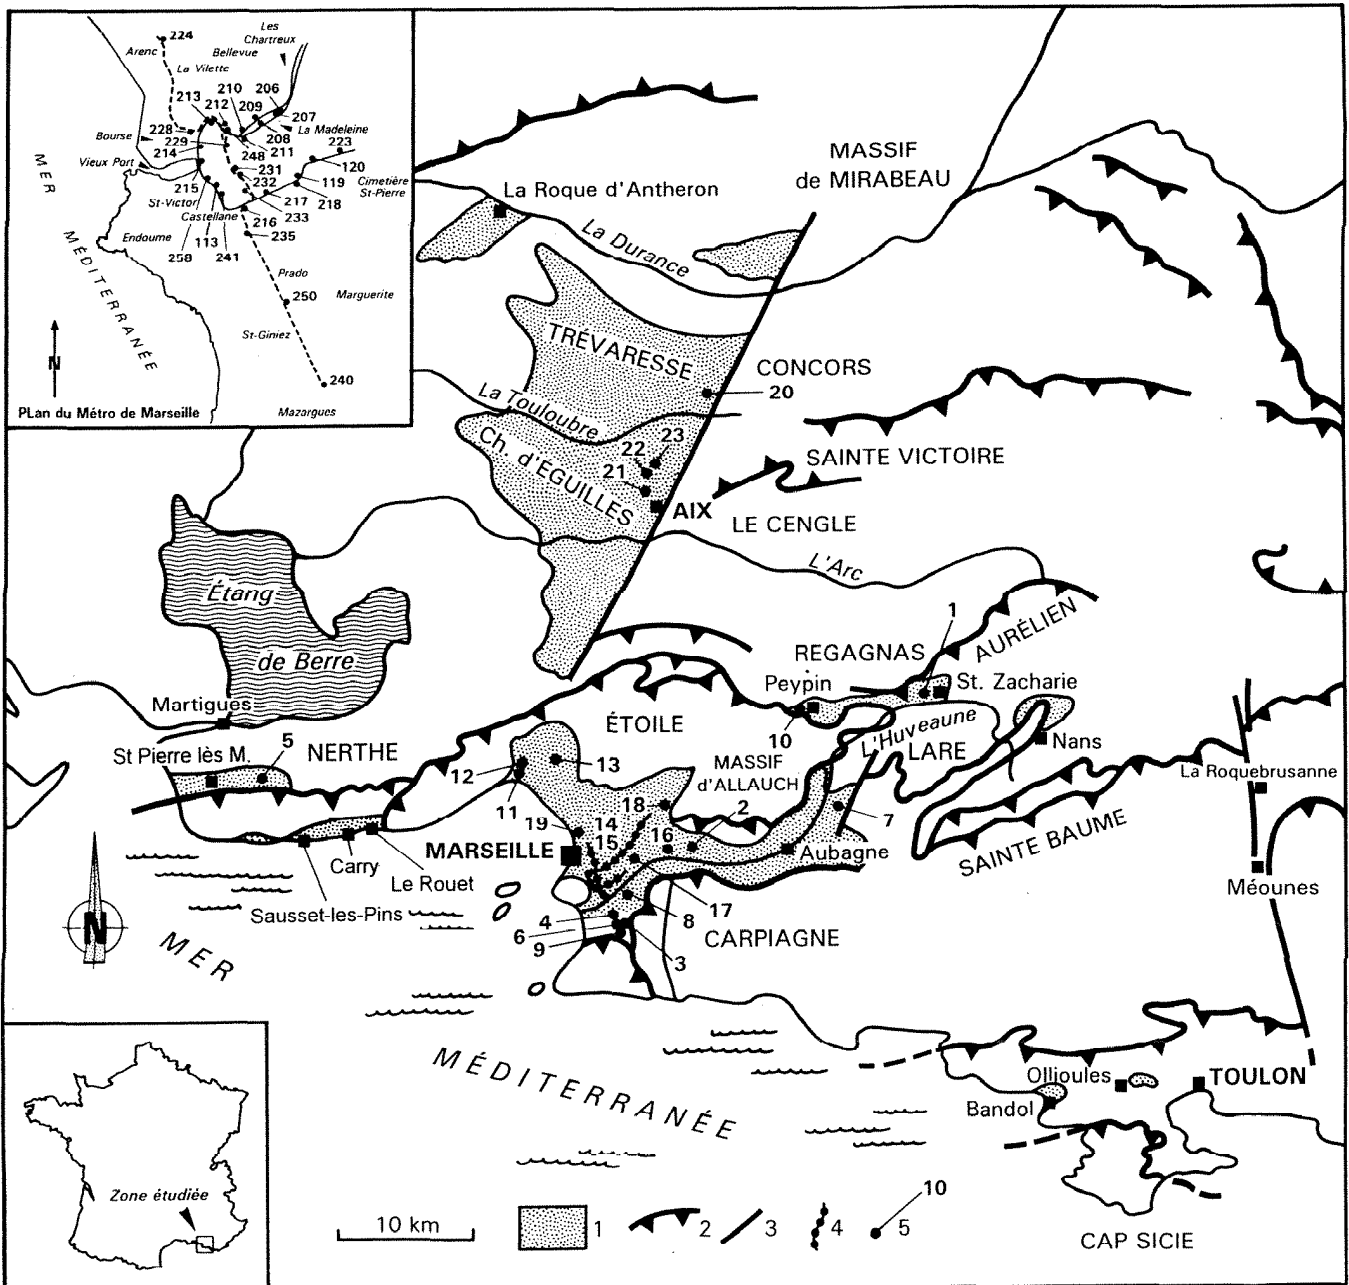 224
Les
Chartreux
Arenc
Bellevue
La Vilette
210
206
213
212
209
207
La Madeleine
228
208
223
Bourse
229
211
214
248
120
Vieux Port
231
119
Cimetière
St-Pierre
232
215
217
218
St-Victor
233
Castellane
216
Endoume
113
235
258
241
Prado
250
Marguerite
St-Giniez
240
N
PLan du Métro de Marseille
Mazargues
MER
MÉDITERRANÉE
MASSIF
de MIRABEAU
La Roque d'Antheron
La Durance
TRÉVARESSE
CONCORS
20
La Touloubre
Ch. d'EGUILLES
22
23
21
SAINTE VICTOIRE
AIX
LE CENGLE
L'Arc
Étang
de Berre
1
AURÉLIEN
REGAGNAS
Peypin
St. Zacharie
Martigues
ÉTOILE
10
L'Huveaune
LARE
Nans
St Pierre lès M.
5
NERTHE
12
13
MASSIF
d'ALLAUCH
La Roquebrusanne
11
18
2
7
19
14
15
16
MARSEILLE
Aubagne
SAINTE BAUME
Carry
Le Rouet
Méounes
Sausset-les-Pins
4
17
8
6
CARPIAGNE
9
3
N
MER
MÉDITERRANÉE
Ollioules
TOULON
Bandol
Zone étudiée
10 km
1
2
3
4
5
10
CAP SICIE